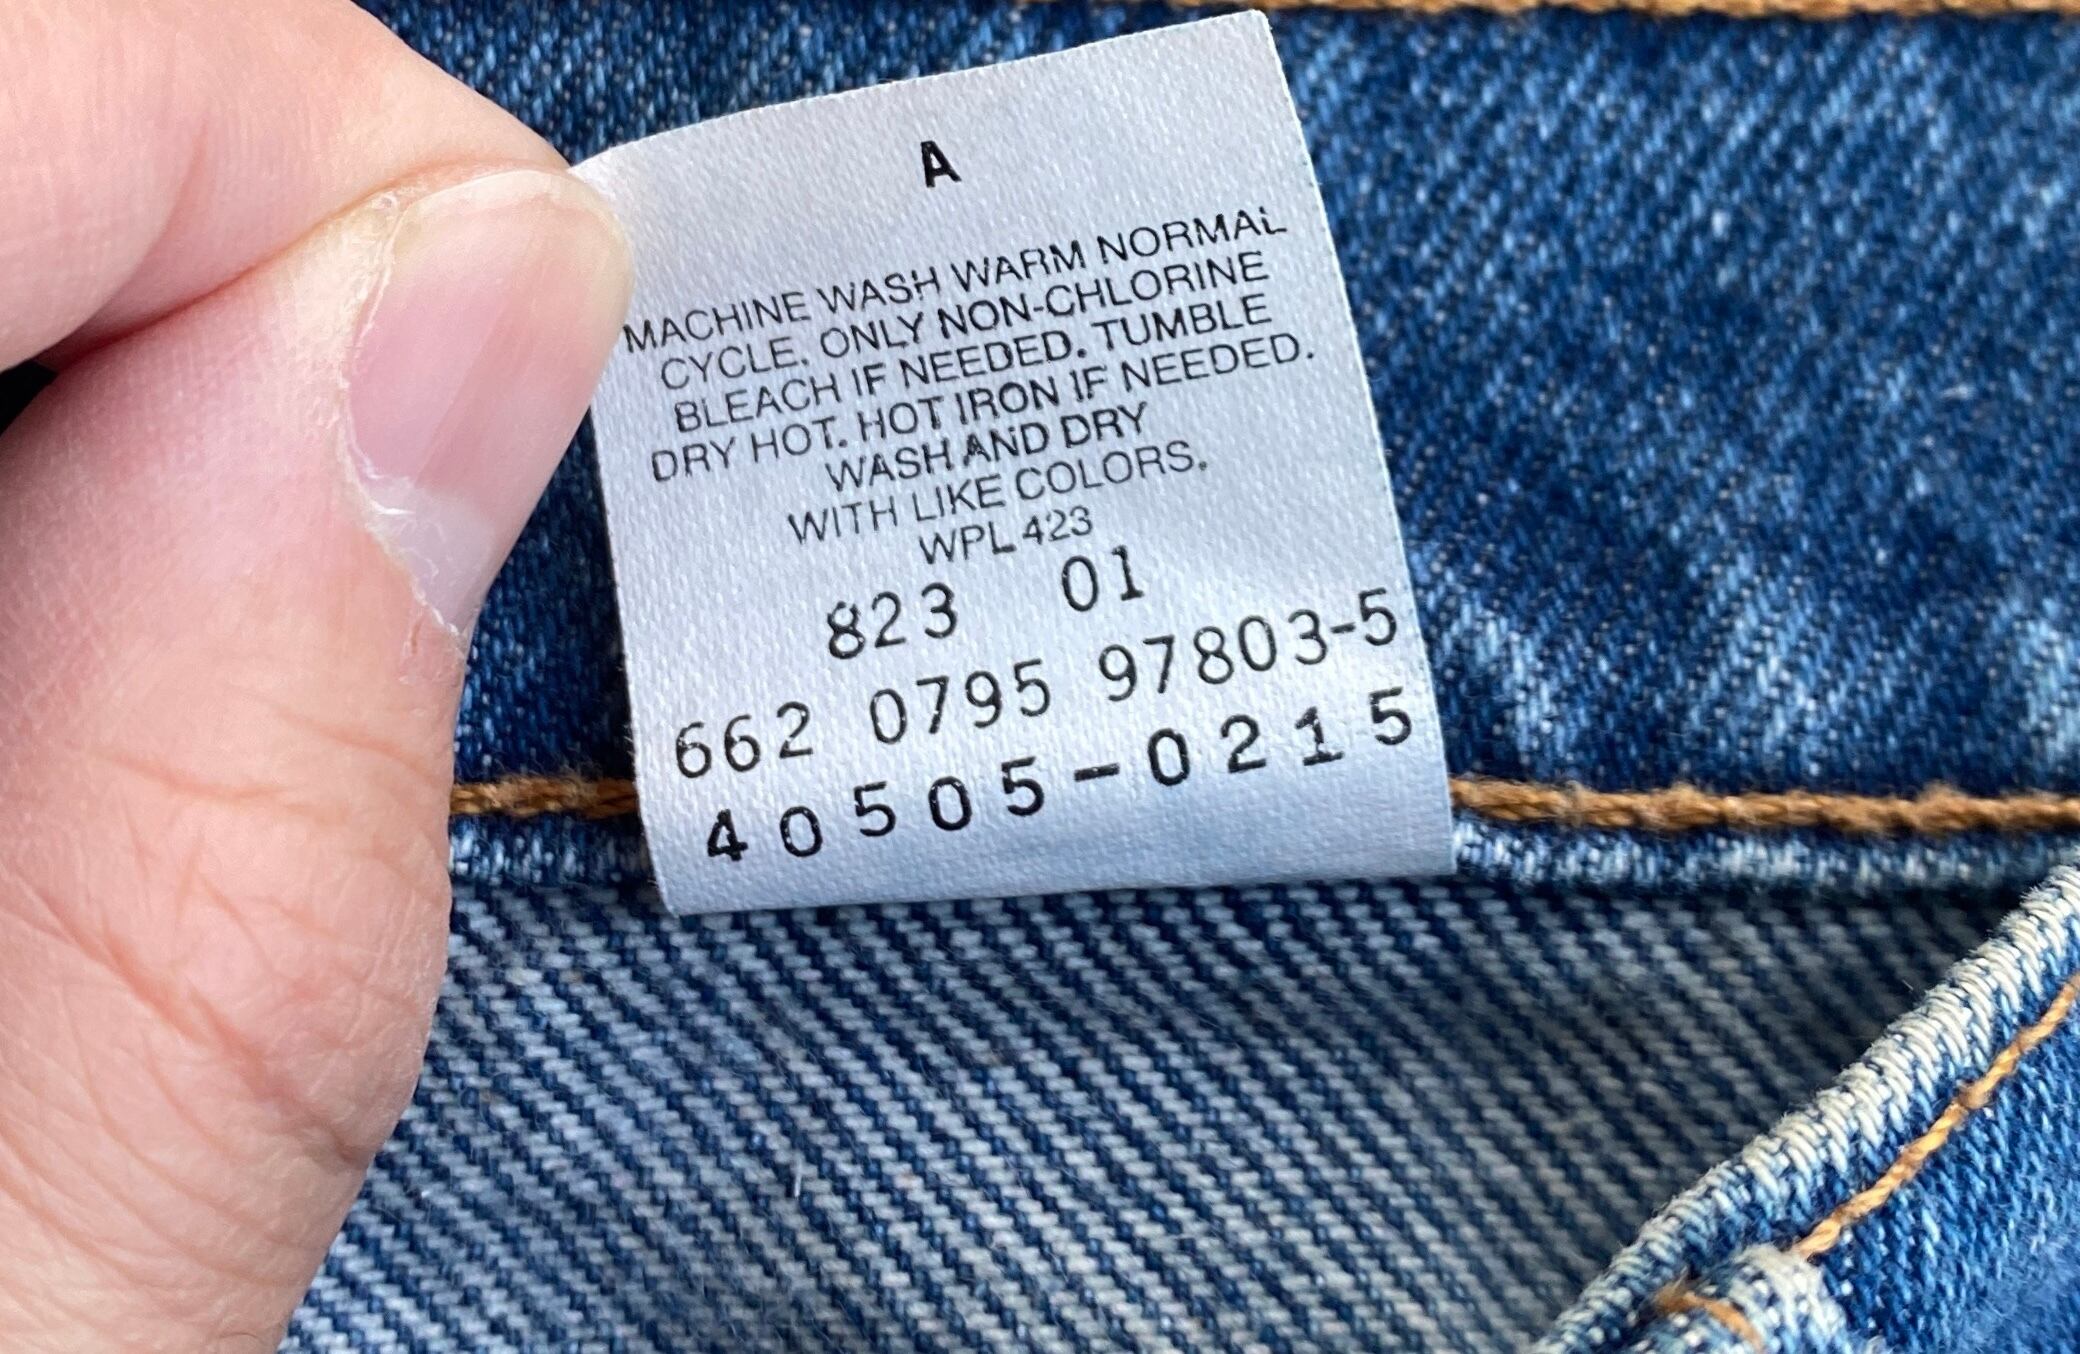 A
MACHINE WASH WARM NORMAL
CYCLE. ONLY NON-CHLORINE
BLEACH IF NEEDED. TUMBLE
DRY HOT. HOT IRON IF NEEDED.
WASH AND DRY
WITH LIKE COLORS.
WPL 423
823 01
662 0795 97803-5
40505-0215